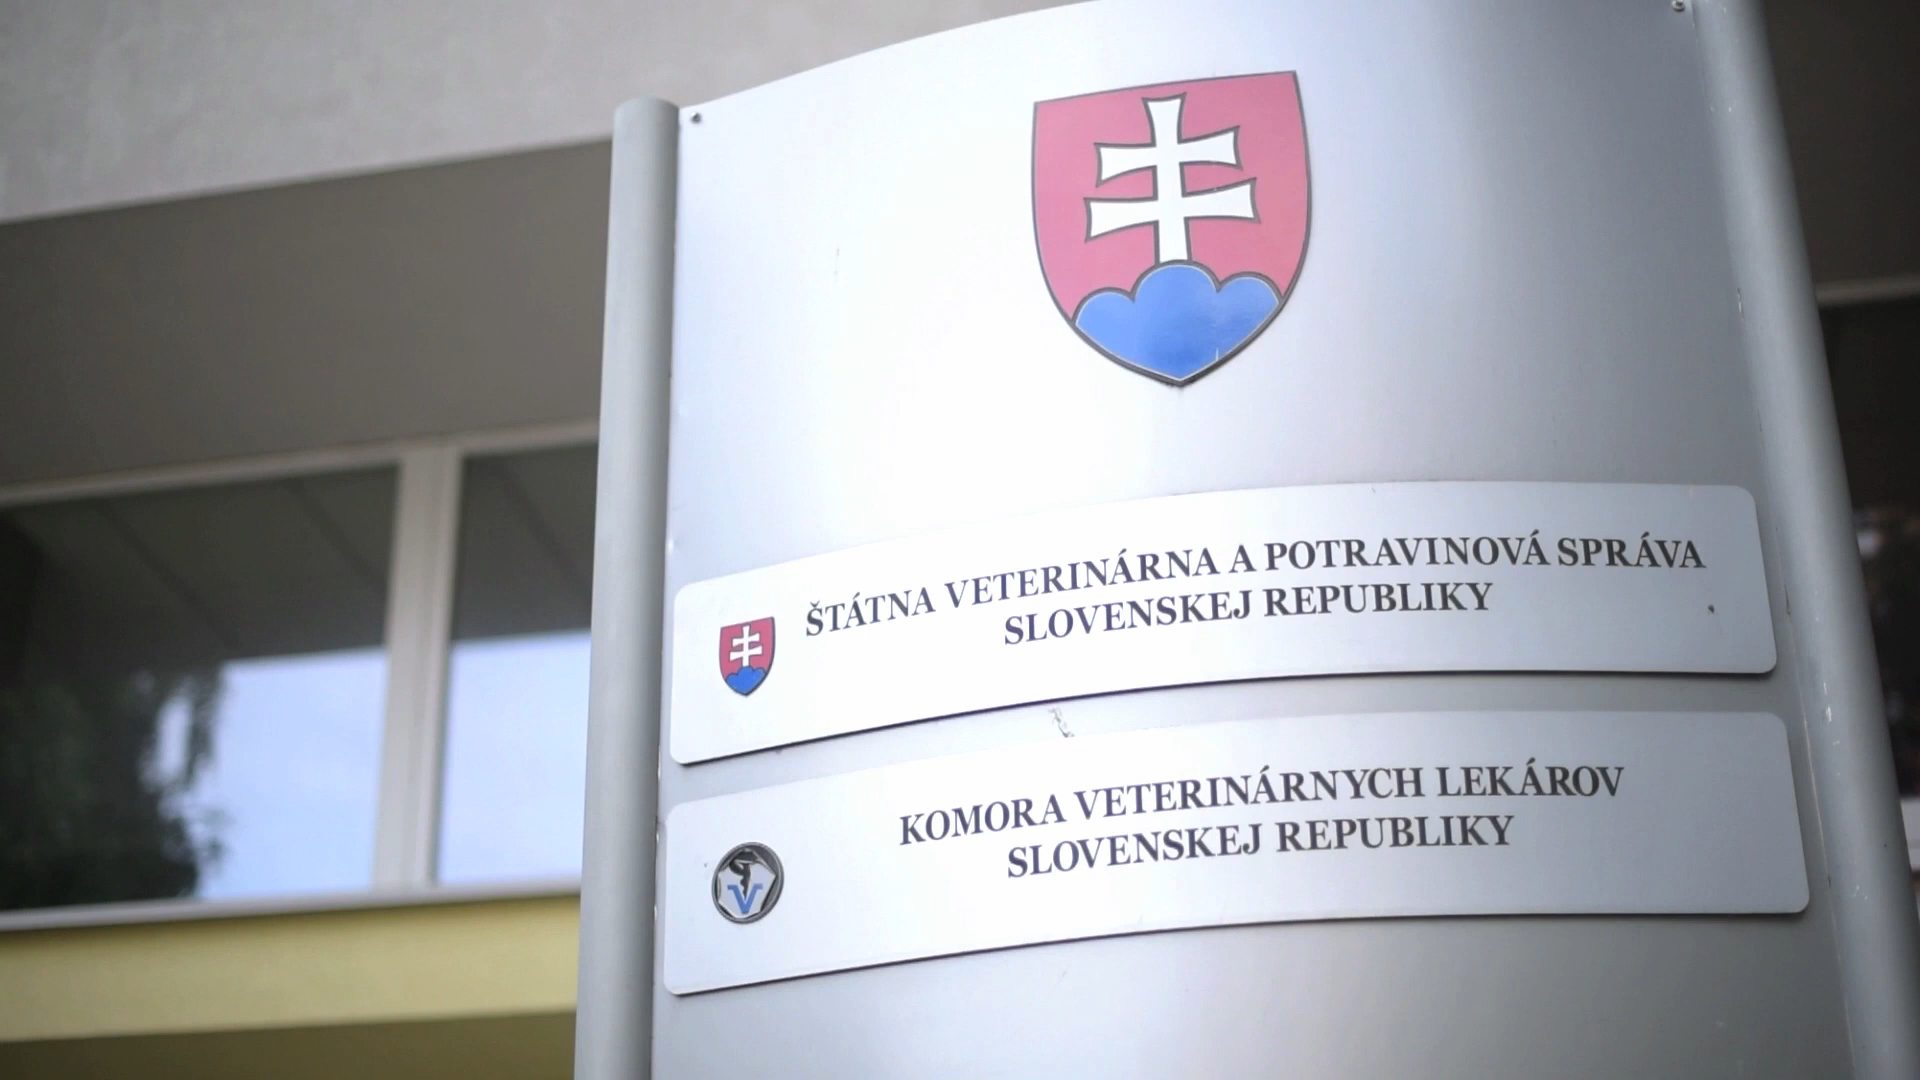 ŠTÁTNA VETERINÁRNA A POTRAVINOVÁ SPRÁVA
SLOVENSKEJ REPUBLIKY
KOMORA VETERINÁRNYCH LEKÁROV
SLOVENSKEJ REPUBLIKY
V